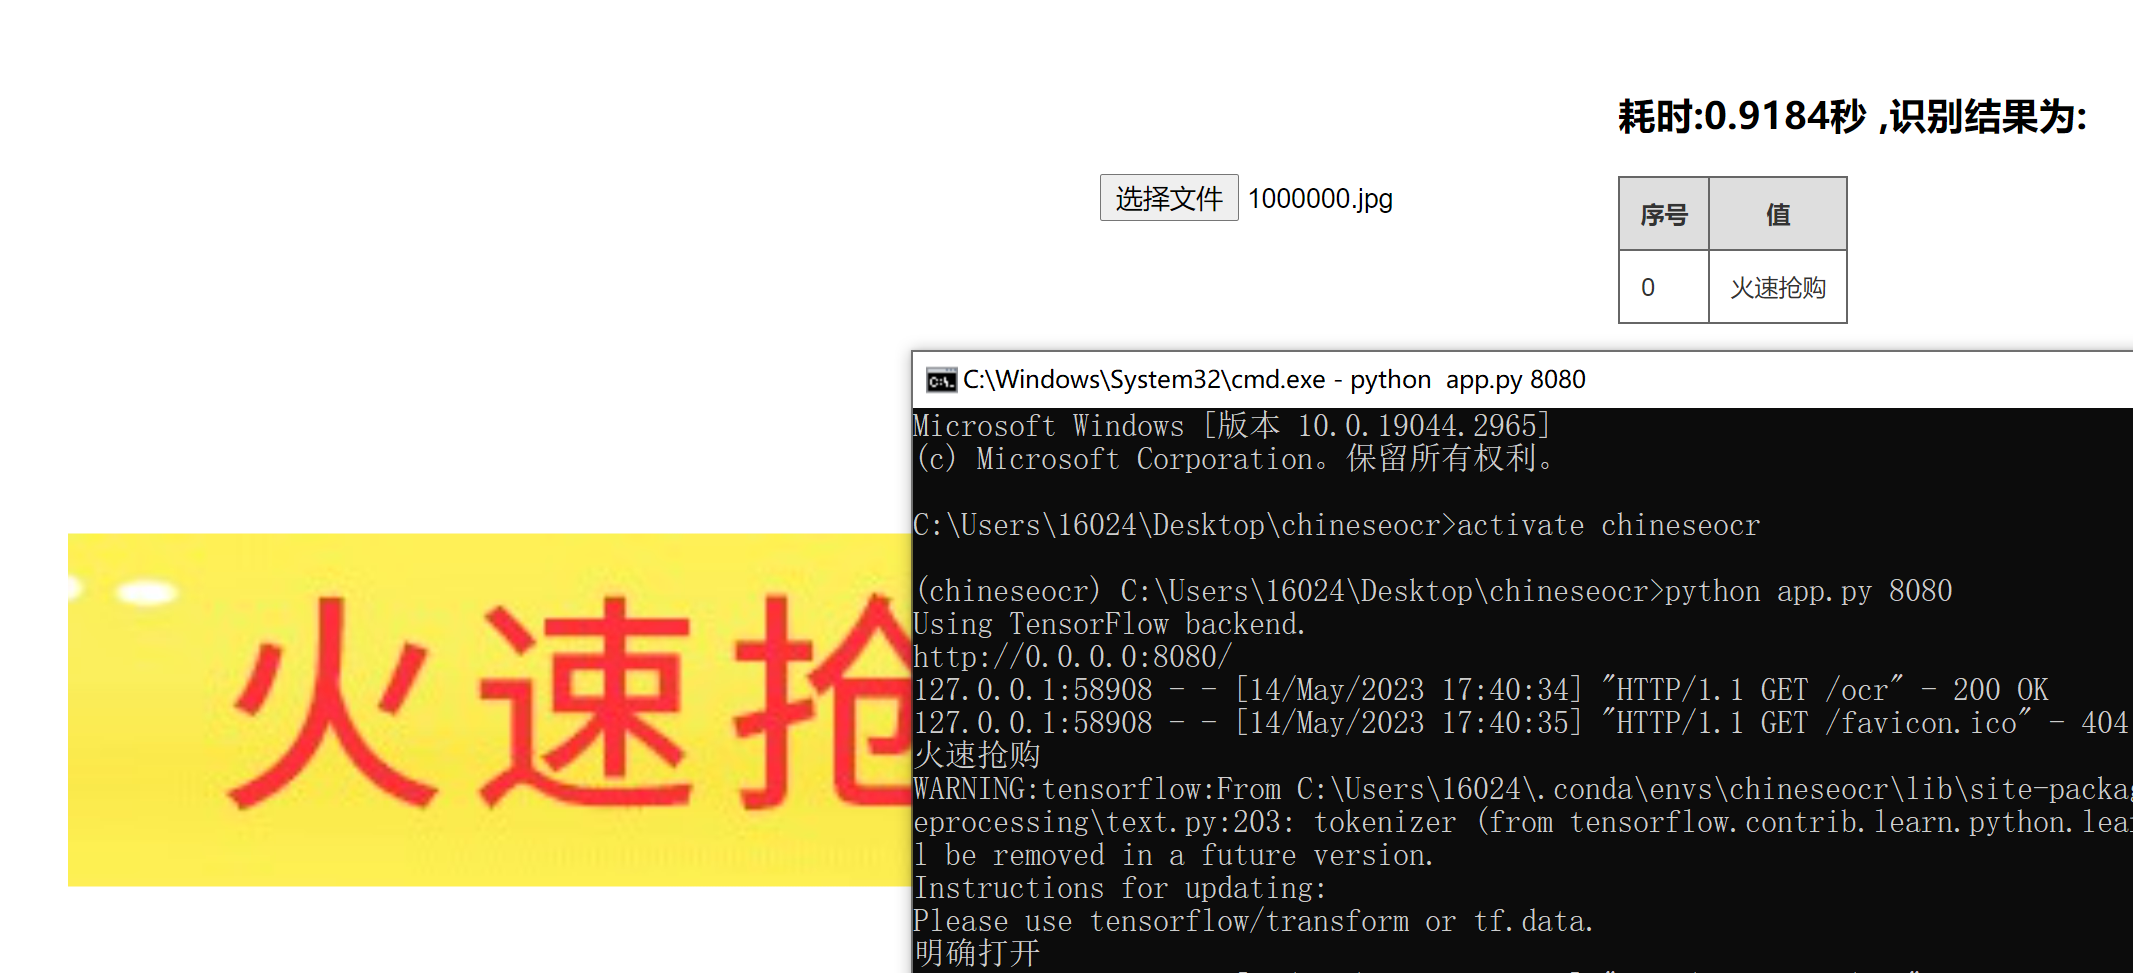 耗时:0.9184秒 ,识别结果为:
选择文件 1000000.jpg
序号 值
0 火速抢购
火速抢
C:\Windows\System32\cmd.exe - python  app.py 8080
Microsoft Windows [版本 10.0.19044.2965]
(c) Microsoft Corporation。保留所有权利。
C:\Users\16024\Desktop\chineseocr>activate chineseocr
(chineseocr) C:\Users\16024\Desktop\chineseocr>python app.py 8080
Using TensorFlow backend.
http://0.0.0.0:8080/
127.0.0.1:58908 - - [14/May/2023 17:40:34] "HTTP/1.1 GET /ocr" - 200 OK
127.0.0.1:58908 - - [14/May/2023 17:40:35] "HTTP/1.1 GET /favicon.ico" - 404
火速抢购
WARNING:tensorflow:From C:\Users\16024\.conda\envs\chineseocr\lib\site-packag
eprocessing\text.py:203: tokenizer (from tensorflow.contrib.learn.python.lear
l be removed in a future version.
Instructions for updating:
Please use tensorflow/transform or tf.data.
明确打开